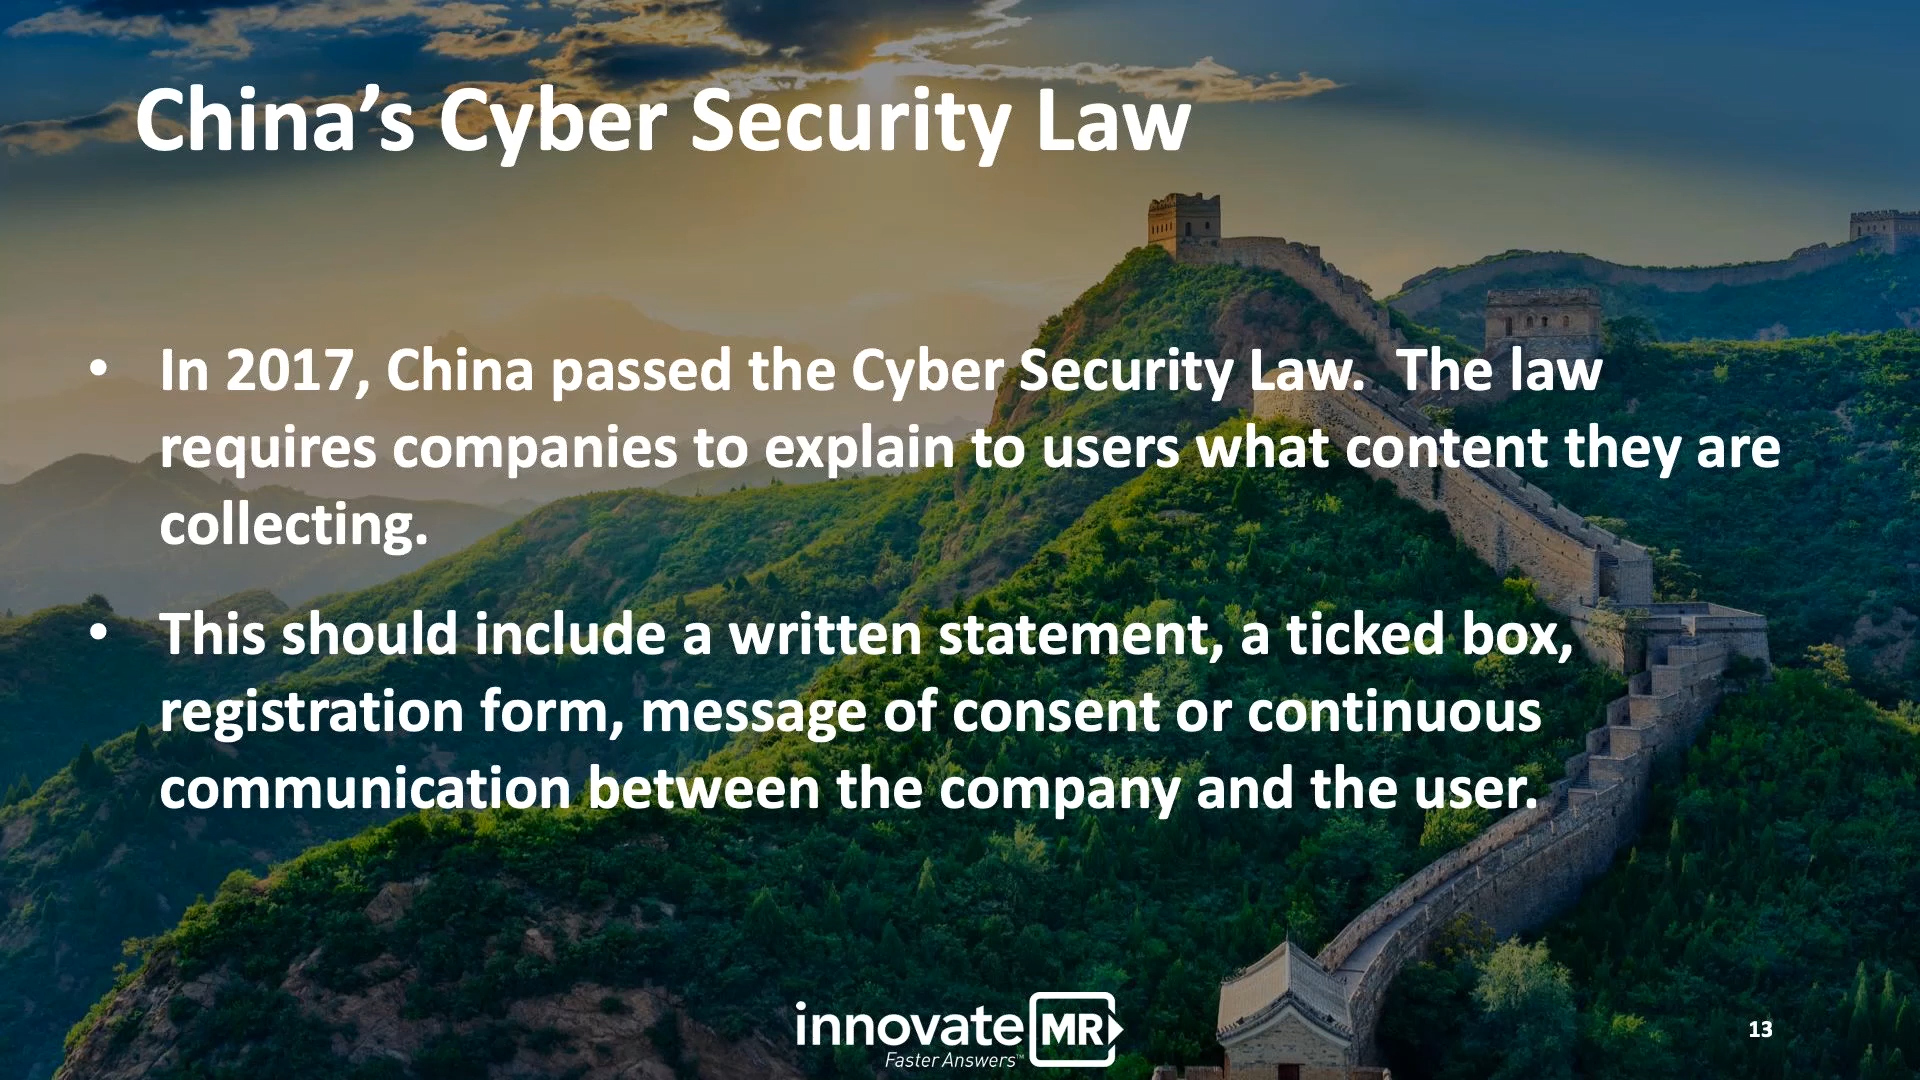 China’s Cyber Security Law
• In 2017, China passed the Cyber Security Law.  The law
requires companies to explain to users what content they are
collecting.
• This should include a written statement, a ticked box,
registration form, message of consent or continuous
communication between the company and the user.
innovate MR
Faster Answers™
13